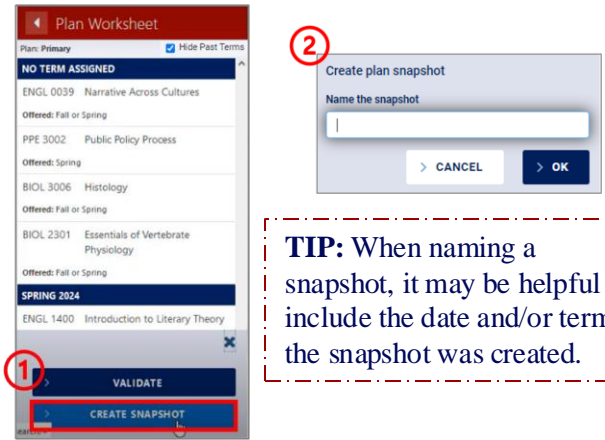 Plan Worksheet
Plan: Primary Hide Past Terms
NO TERM ASSIGNED
ENGL 0039 Narrative Across Cultures
Offered: Fall or Spring
PPE 3002 Public Policy Process
Offered: Spring
BIOL 3006 Histology
Offered: Fall or Spring
BIOL 2301 Essentials of Vertebrate
Physiology
Offered: Fall or Spring
SPRING 2024
ENGL 1400 Introduction to Literary Theory
1
> VALIDATE
> CREATE SNAPSHOT
2
Create plan snapshot
Name the snapshot
> CANCEL > OK
TIP: When naming a
snapshot, it may be helpful
include the date and/or term
the snapshot was created.